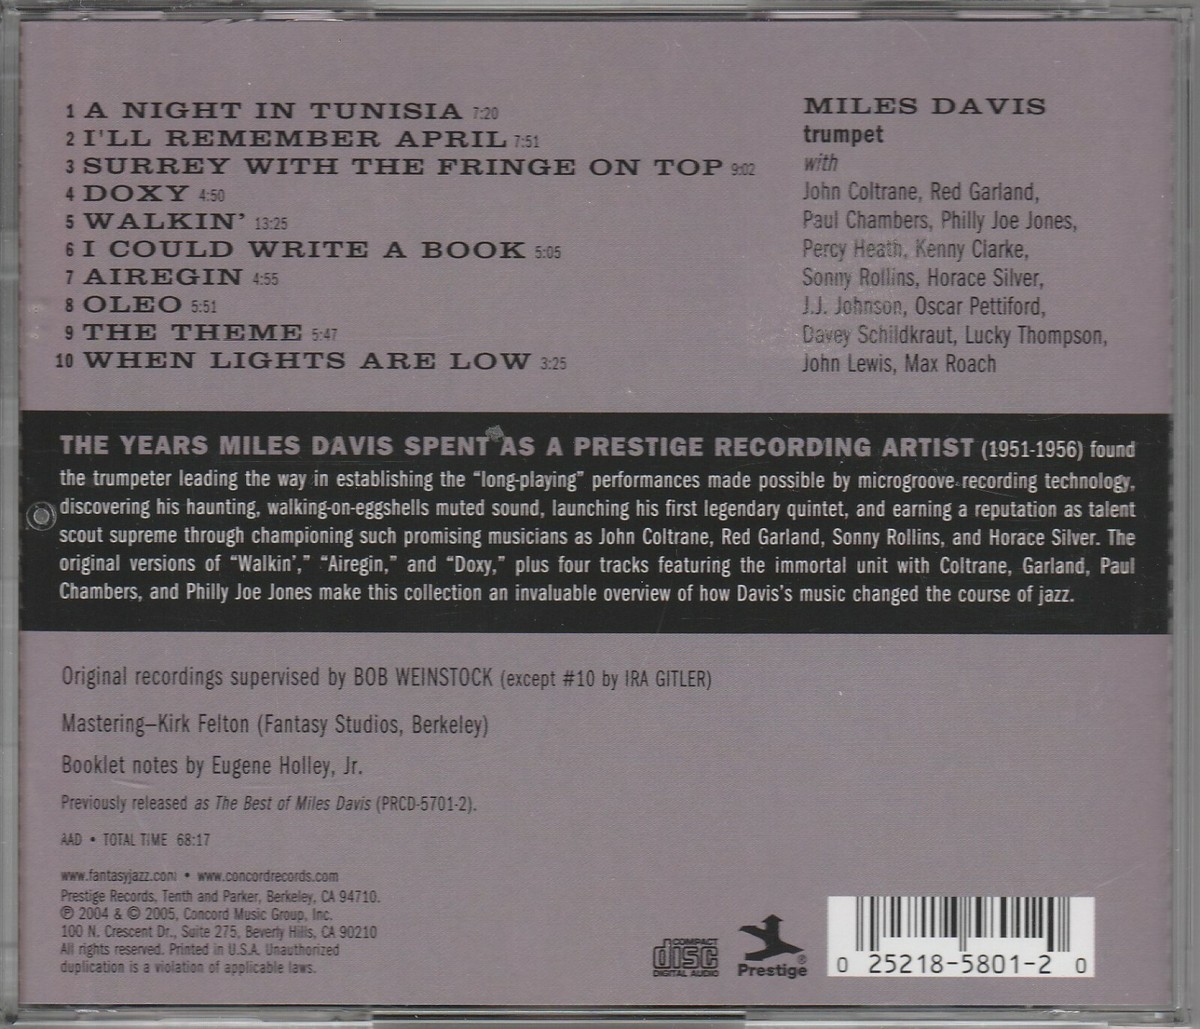 1 A NIGHT IN TUNISIA 7:20
2 I'LL REMEMBER APRIL 7:51
3 SURREY WITH THE FRINGE ON TOP 9:02
4 DOXY 4:50
5 WALKIN' 13:25
6 I COULD WRITE A BOOK 5:05
7 AIREGIN 4:55
8 OLEO 5:51
9 THE THEME 5:47
10 WHEN LIGHTS ARE LOW 3:25
MILES DAVIS
trumpet
with
John Coltrane, Red Garland,
Paul Chambers, Philly Joe Jones,
Percy Heath, Kenny Clarke,
Sonny Rollins, Horace Silver,
J.J. Johnson, Oscar Pettiford,
Davey Schildkraut, Lucky Thompson,
John Lewis, Max Roach
THE YEARS MILES DAVIS SPENT AS A PRESTIGE RECORDING ARTIST (1951-1956) found
the trumpeter leading the way in establishing the “long-playing” performances made possible by microgroove recording technology,
discovering his haunting, walking-on-eggshells muted sound, launching his first legendary quintet, and earning a reputation as talent
scout supreme through championing such promising musicians as John Coltrane, Red Garland, Sonny Rollins, and Horace Silver. The
original versions of “Walkin’,” “Airegin,” and “Doxy,” plus four tracks featuring the immortal unit with Coltrane, Garland, Paul
Chambers, and Philly Joe Jones make this collection an invaluable overview of how Davis’s music changed the course of jazz.
Original recordings supervised by BOB WEINSTOCK (except #10 by IRA GITLER)
Mastering–Kirk Felton (Fantasy Studios, Berkeley)
Booklet notes by Eugene Holley, Jr.
Previously released as The Best of Miles Davis (PRCD-5701-2).
AAD • TOTAL TIME 68:17
www.fantasyjazz.com • www.concordrecords.com
Prestige Records, Tenth and Parker, Berkeley, CA 94710.
℗ 2004 & © 2005, Concord Music Group, Inc.
100 N. Crescent Dr., Suite 275, Beverly Hills, CA 90210
All rights reserved. Printed in U.S.A. Unauthorized
duplication is a violation of applicable laws.
COMPACT
disc
DIGITAL AUDIO
Prestige®
0 25218-5801-2 0